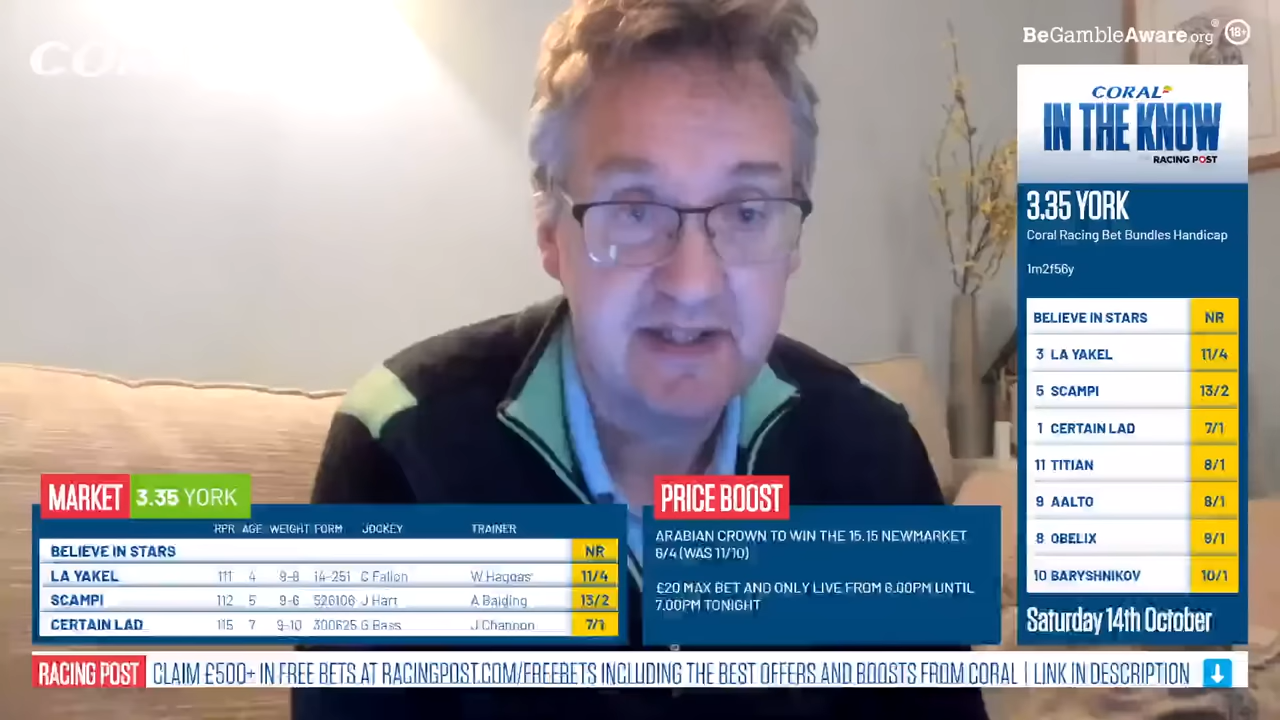 BeGambleAware.org® 18+
CORAL
IN THE KNOW
RACING POST
3.35 YORK
Coral Racing Bet Bundles Handicap
1m2f56y
BELIEVE IN STARS NR
3 LA YAKEL 11/4
5 SCAMPI 13/2
1 CERTAIN LAD 7/1
11 TITIAN 8/1
9 AALTO 8/1
8 OBELIX 9/1
10 BARYSHNIKOV 10/1
Saturday 14th October
MARKET 3.35 YORK
RPR AGE WEIGHT FORM JOCKEY TRAINER
BELIEVE IN STARS NR
LA YAKEL 111 4 9-8 14-251 C Fallon W Haggas 11/4
SCAMPI 112 5 9-6 526106 J Hart A Balding 13/2
CERTAIN LAD 115 7 9-10 300625 G Bass J Channon 7/1
PRICE BOOST
ARABIAN CROWN TO WIN THE 15.15 NEWMARKET
6/4 (WAS 11/10)
£20 MAX BET AND ONLY LIVE FROM 6.00PM UNTIL
7.00PM TONIGHT
RACING POST CLAIM £500+ IN FREE BETS AT RACINGPOST.COM/FREEBETS INCLUDING THE BEST OFFERS AND BOOSTS FROM CORAL | LINK IN DESCRIPTION